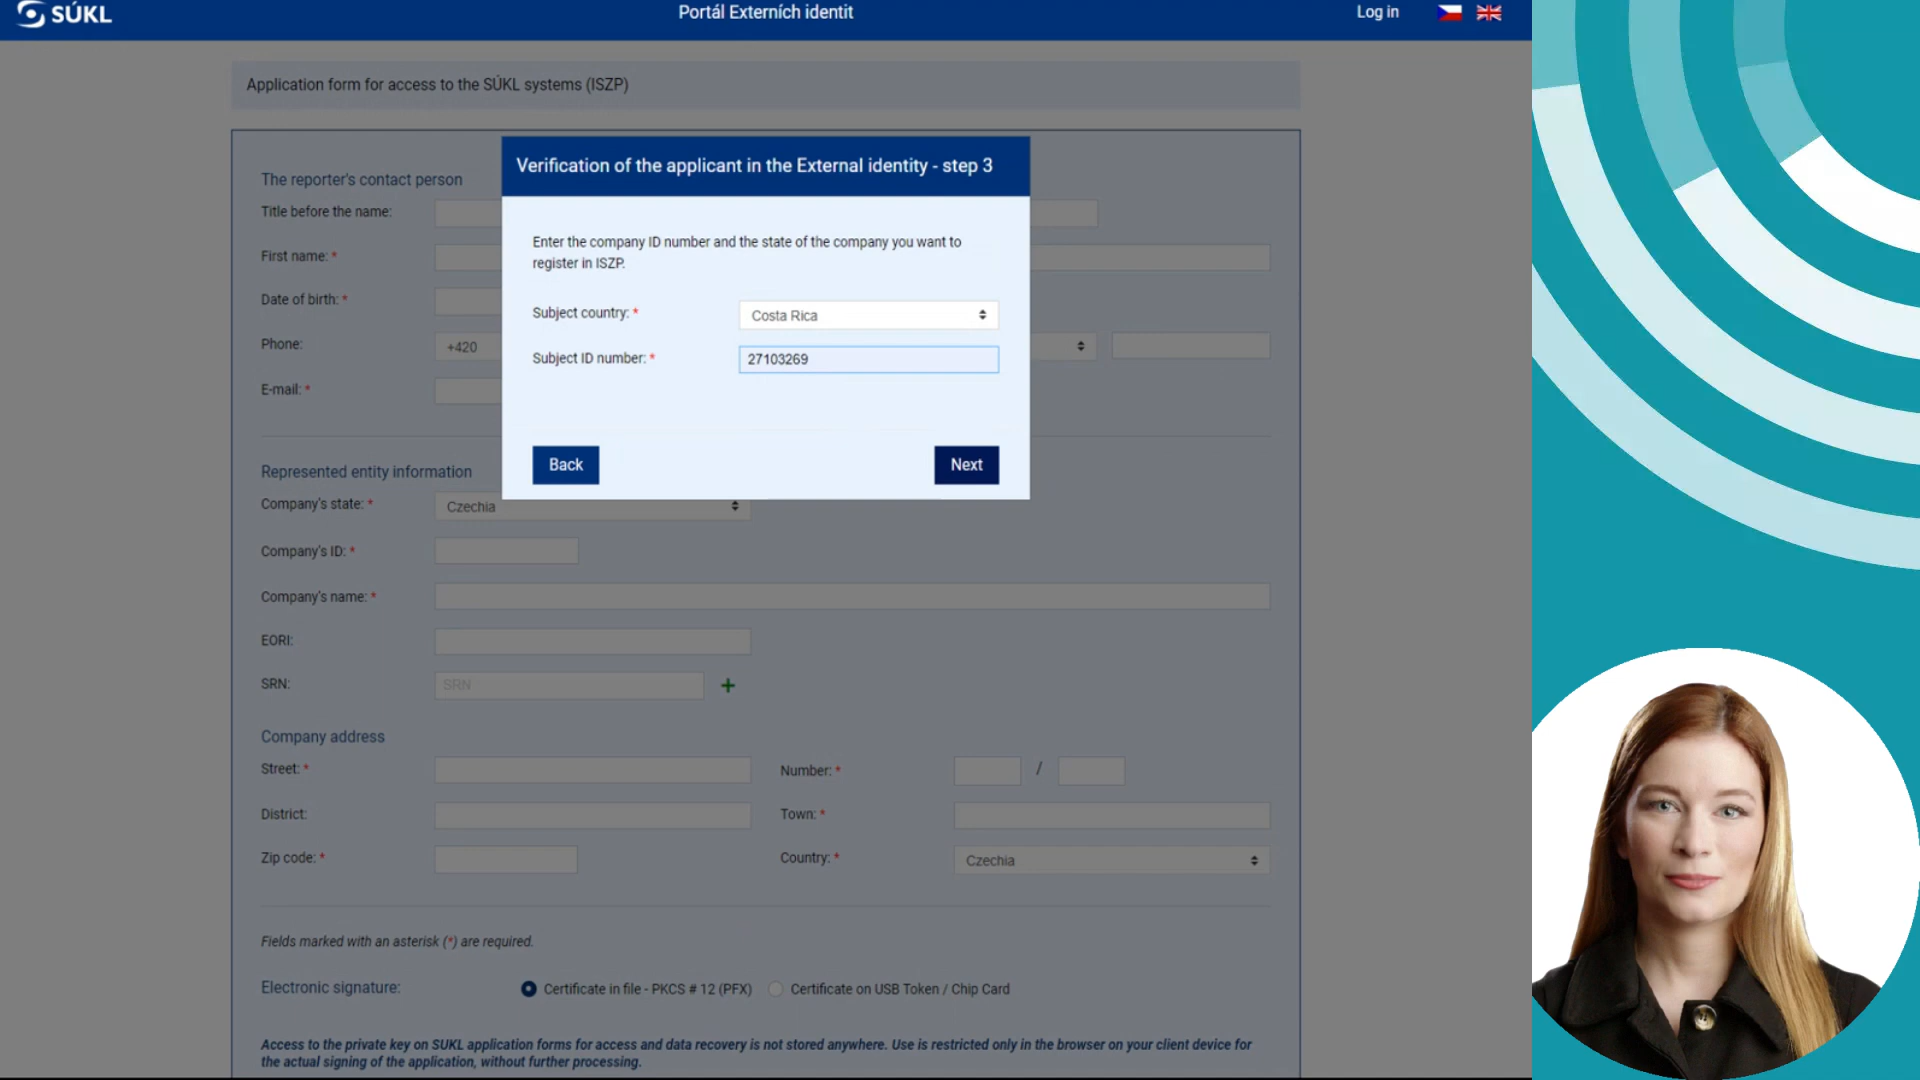 SÚKL
Portál Externích identit
Log in
Application form for access to the SÚKL systems (ISZP)
Verification of the applicant in the External identity - step 3
Enter the company ID number and the state of the company you want to
register in ISZP.
Subject country: *
Costa Rica
Subject ID number: *
27103269
Back
Next
The reporter's contact person
Title before the name:
First name: *
Date of birth: *
Phone:
+420
E-mail: *
Represented entity information
Company's state: *
Czechia
Company's ID: *
Company's name: *
EORI:
SRN:
SRN
+
Company address
Street: *
Number: *
/
District:
Town: *
Zip code: *
Country: *
Czechia
Fields marked with an asterisk (*) are required.
Electronic signature:
Certificate in file - PKCS # 12 (PFX)
Certificate on USB Token / Chip Card
Access to the private key on SUKL application forms for access and data recovery is not stored anywhere. Use is restricted only in the browser on your client device for
the actual signing of the application, without further processing.